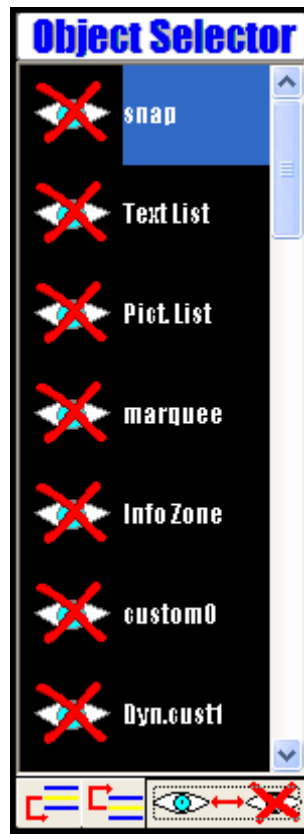 Object Selector
snap
Text List
Pict. List
marquee
Info Zone
custom0
Dyn.cust1